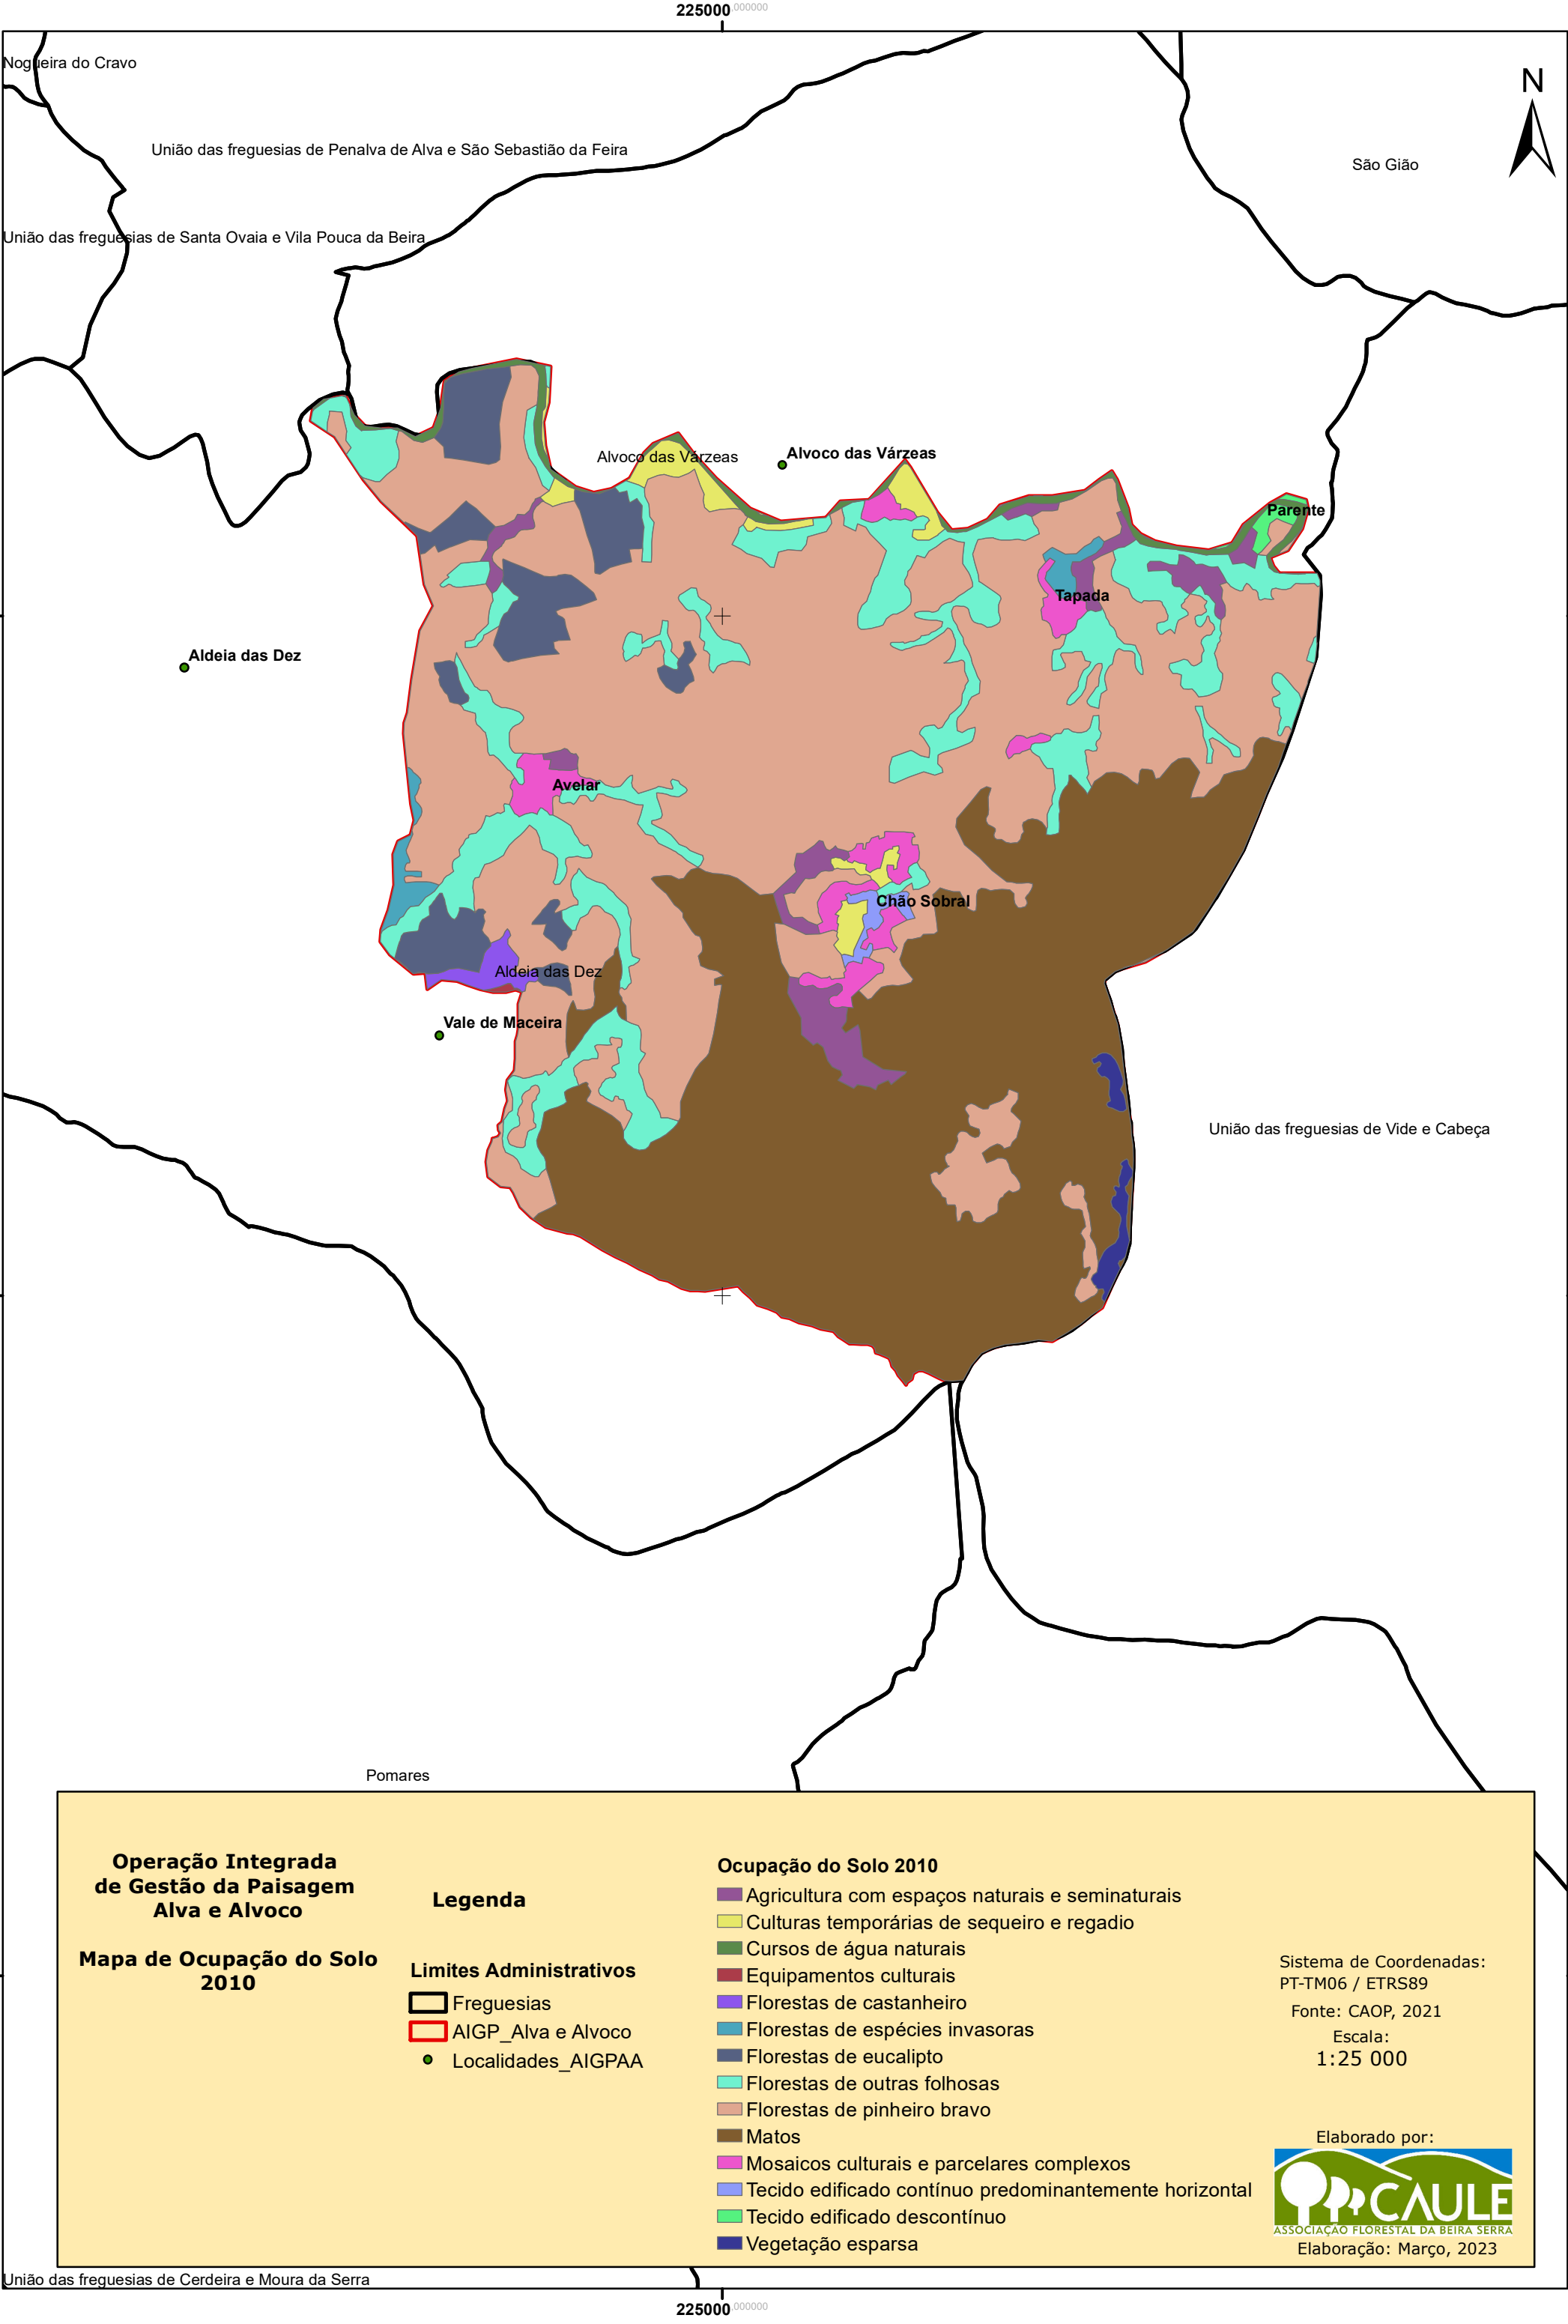 225000.000000
N
Nogueira do Cravo
União das freguesias de Penalva de Alva e São Sebastião da Feira
São Gião
União das freguesias de Santa Ovaia e Vila Pouca da Beira
Alvoco das Várzeas
Alvoco das Várzeas
Parente
Tapada
Aldeia das Dez
Avelar
Chão Sobral
Aldeia das Dez
Vale de Maceira
União das freguesias de Vide e Cabeça
Pomares
Operação Integrada
de Gestão da Paisagem
Alva e Alvoco
Mapa de Ocupação do Solo
2010
Legenda
Limites Administrativos
Freguesias
AIGP_Alva e Alvoco
Localidades_AIGPAA
Ocupação do Solo 2010
Agricultura com espaços naturais e seminaturais
Culturas temporárias de sequeiro e regadio
Cursos de água naturais
Equipamentos culturais
Florestas de castanheiro
Florestas de espécies invasoras
Florestas de eucalipto
Florestas de outras folhosas
Florestas de pinheiro bravo
Matos
Mosaicos culturais e parcelares complexos
Tecido edificado contínuo predominantemente horizontal
Tecido edificado descontínuo
Vegetação esparsa
Sistema de Coordenadas:
PT-TM06 / ETRS89
Fonte: CAOP, 2021
Escala:
1:25 000
Elaborado por:
CAULE
ASSOCIAÇÃO FLORESTAL DA BEIRA SERRA
Elaboração: Março, 2023
União das freguesias de Cerdeira e Moura da Serra
225000.000000